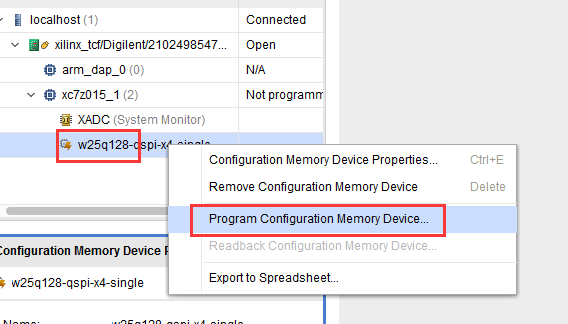 localhost (1) Connected
xilinx_tcf/Digilent/2102498547... Open
arm_dap_0 (0) N/A
xc7z015_1 (2) Not programm
XADC (System Monitor)
w25q128-qspi-x4-single
Configuration Memory Device Properties... Ctrl+E
Remove Configuration Memory Device Delete
Program Configuration Memory Device...
Readback Configuration Memory Device...
Export to Spreadsheet...
Configuration Memory Device P
w25q128-qspi-x4-single
Name: w25q128-qspi-x4-single